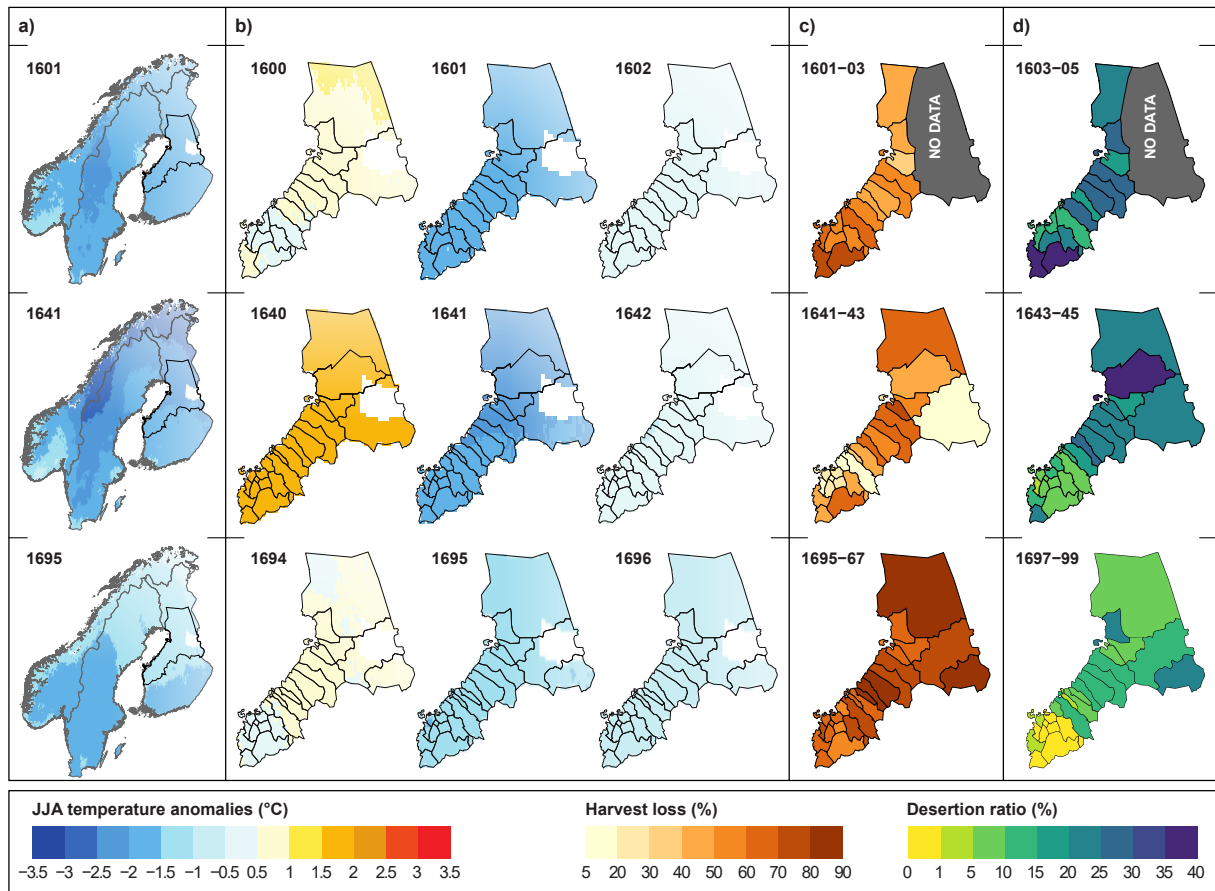 a) b) c) d)
1601 1600 1601 1602 1601–03 1603–05
NO DATA NO DATA
1641 1640 1641 1642 1641–43 1643–45
1695 1694 1695 1696 1695–67 1697–99
JJA temperature anomalies (°C) Harvest loss (%) Desertion ratio (%)
−3.5 −3 −2.5 −2 −1.5 −1 −0.5 0.5 1 1.5 2 2.5 3 3.5 5 20 30 40 50 60 70 80 90 0 1 5 10 15 20 25 30 35 40